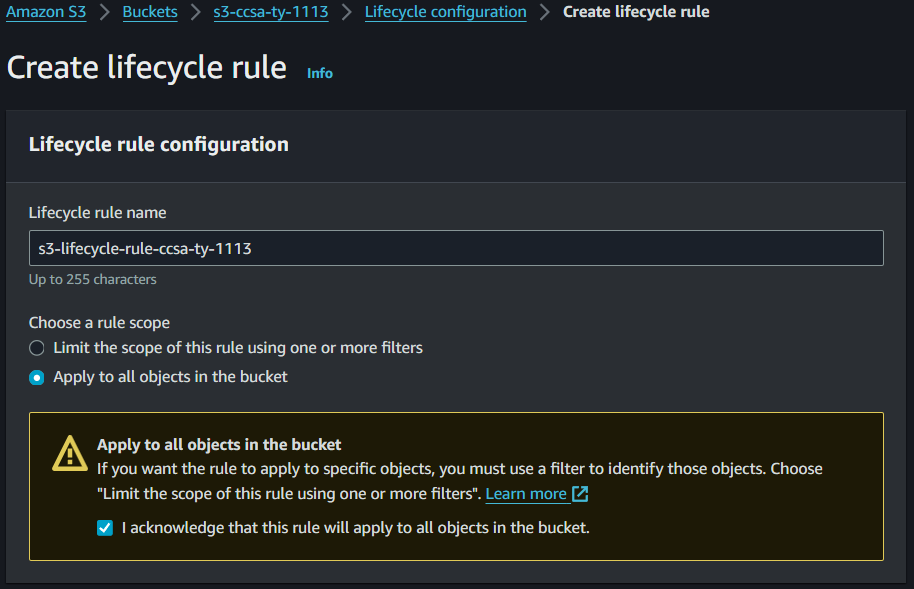 Amazon S3 > Buckets > s3-ccsa-ty-1113 > Lifecycle configuration > Create lifecycle rule
Create lifecycle rule Info
Lifecycle rule configuration
Lifecycle rule name
s3-lifecycle-rule-ccsa-ty-1113
Up to 255 characters
Choose a rule scope
Limit the scope of this rule using one or more filters
Apply to all objects in the bucket
Apply to all objects in the bucket
If you want the rule to apply to specific objects, you must use a filter to identify those objects. Choose
"Limit the scope of this rule using one or more filters". Learn more
I acknowledge that this rule will apply to all objects in the bucket.